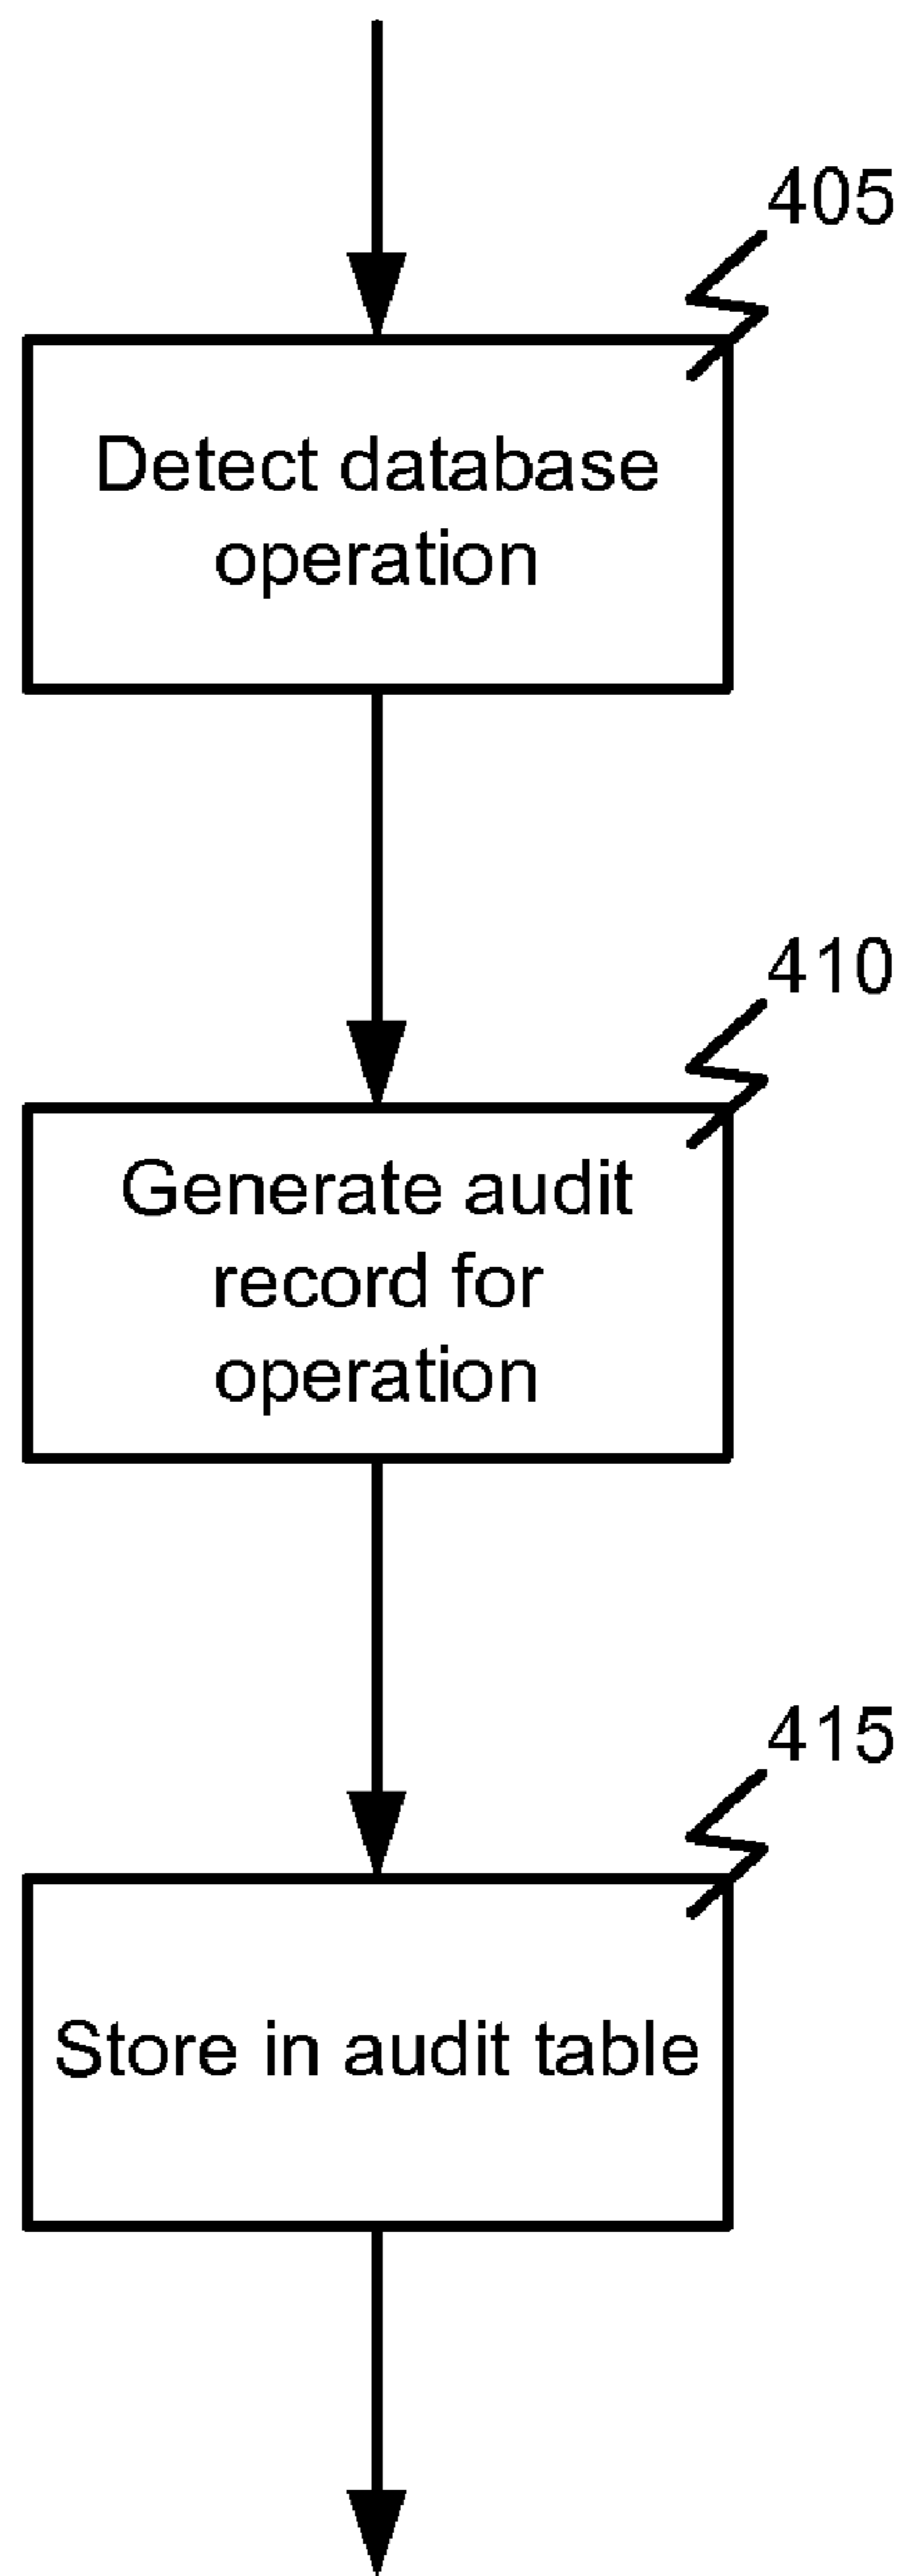 405
Detect database
operation
410
Generate audit
record for
operation
415
Store in audit table